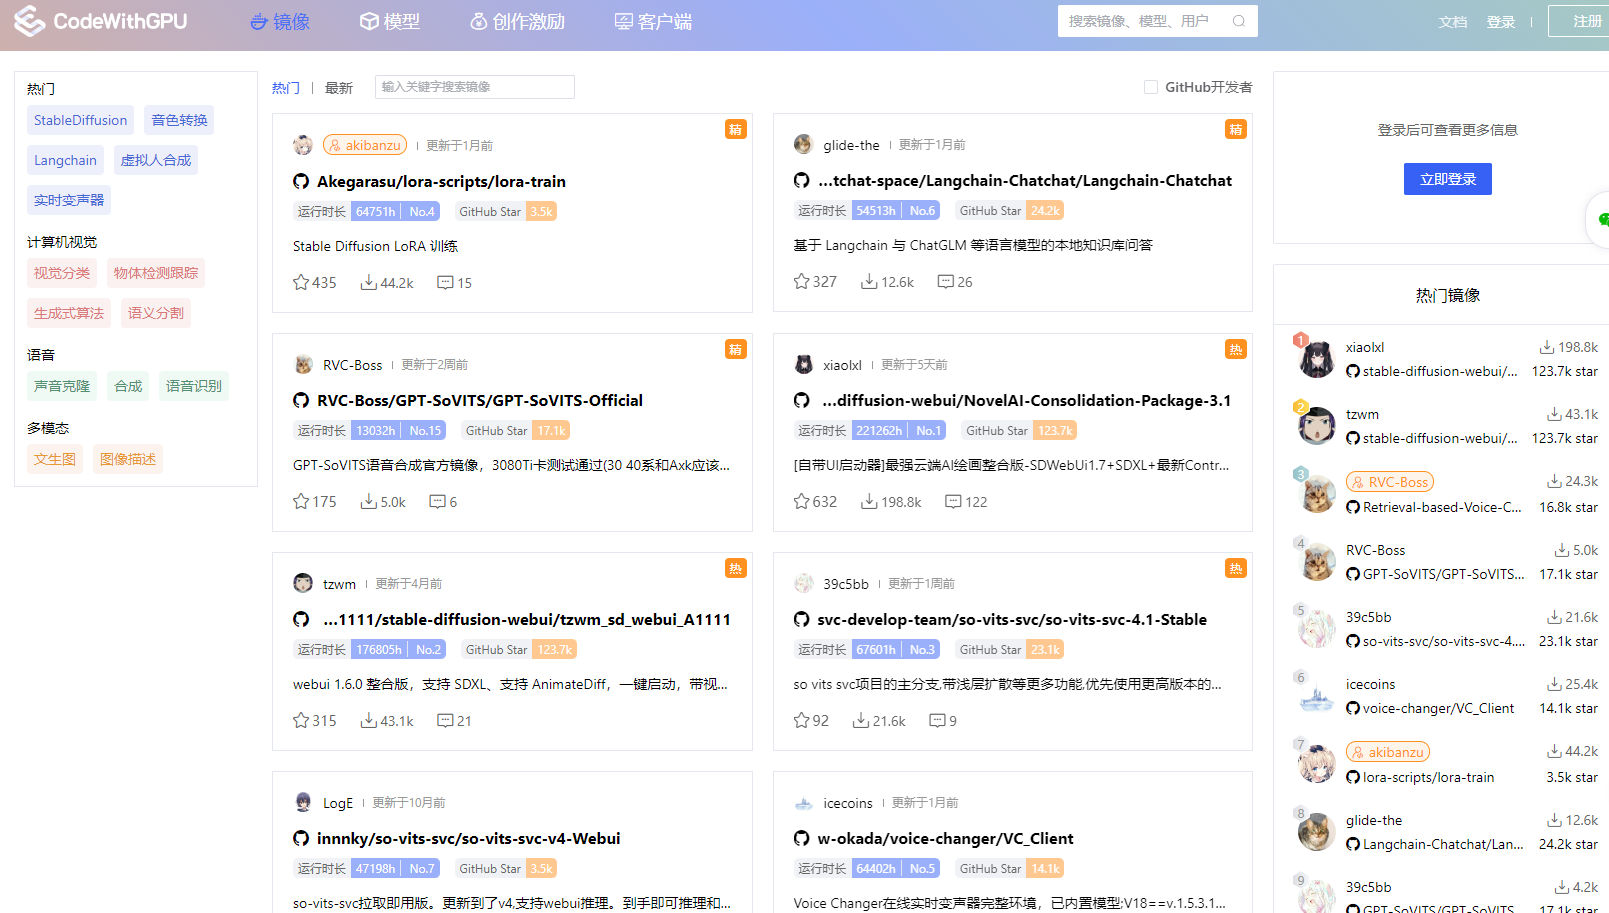 CodeWithGPU
镜像
模型
创作激励
客户端
搜索镜像、模型、用户
文档
登录
注册
热门
StableDiffusion
音色转换
Langchain
虚拟人合成
实时变声器
计算机视觉
视觉分类
物体检测跟踪
生成式算法
语义分割
语音
声音克隆
合成
语音识别
多模态
文生图
图像描述
热门
最新
输入关键字搜索镜像
GitHub开发者
精
akibanzu
更新于1月前
Akegarasu/lora-scripts/lora-train
运行时长 64751h No.4 GitHub Star 3.5k
Stable Diffusion LoRA 训练
435 44.2k 15
精
glide-the
更新于1月前
...tchat-space/Langchain-Chatchat/Langchain-Chatchat
运行时长 54513h No.6 GitHub Star 24.2k
基于 Langchain 与 ChatGLM 等语言模型的本地知识库问答
327 12.6k 26
精
RVC-Boss
更新于2周前
RVC-Boss/GPT-SoVITS/GPT-SoVITS-Official
运行时长 13032h No.15 GitHub Star 17.1k
GPT-SoVITS语音合成官方镜像，3080Ti卡测试通过(30 40系和Axk应该...
175 5.0k 6
热
xiaolxl
更新于5天前
...diffusion-webui/NovelAI-Consolidation-Package-3.1
运行时长 221262h No.1 GitHub Star 123.7k
[自带UI启动器]最强云端AI绘画整合版-SDWebUi1.7+SDXL+最新Contr...
632 198.8k 122
热
tzwm
更新于4月前
...1111/stable-diffusion-webui/tzwm_sd_webui_A1111
运行时长 176805h No.2 GitHub Star 123.7k
webui 1.6.0 整合版，支持 SDXL、支持 AnimateDiff，一键启动，带视...
315 43.1k 21
热
39c5bb
更新于1周前
svc-develop-team/so-vits-svc/so-vits-svc-4.1-Stable
运行时长 67601h No.3 GitHub Star 23.1k
so vits svc项目的主分支,带浅层扩散等更多功能,优先使用更高版本的...
92 21.6k 9
LogE
更新于10月前
innnky/so-vits-svc/so-vits-svc-v4-Webui
运行时长 47198h No.7 GitHub Star 3.5k
so-vits-svc拉取即用版。更新到了v4,支持webui推理。到手即可推理和...
icecoins
更新于1月前
w-okada/voice-changer/VC_Client
运行时长 64402h No.5 GitHub Star 14.1k
Voice Changer在线实时变声器完整环境，已内置模型;V18==v.1.5.3.1...
登录后可查看更多信息
立即登录
热门镜像
1 xiaolxl 198.8k
stable-diffusion-webui/... 123.7k star
2 tzwm 43.1k
stable-diffusion-webui/... 123.7k star
3 RVC-Boss 24.3k
Retrieval-based-Voice-C... 16.8k star
4 RVC-Boss 5.0k
GPT-SoVITS/GPT-SoVITS... 17.1k star
5 39c5bb 21.6k
so-vits-svc/so-vits-svc-4.... 23.1k star
6 icecoins 25.4k
voice-changer/VC_Client 14.1k star
7 akibanzu 44.2k
lora-scripts/lora-train 3.5k star
8 glide-the 12.6k
Langchain-Chatchat/Lan... 24.2k star
9 39c5bb 4.2k
GPT-SoVITS/GPT-SoVITS... 17.1k star